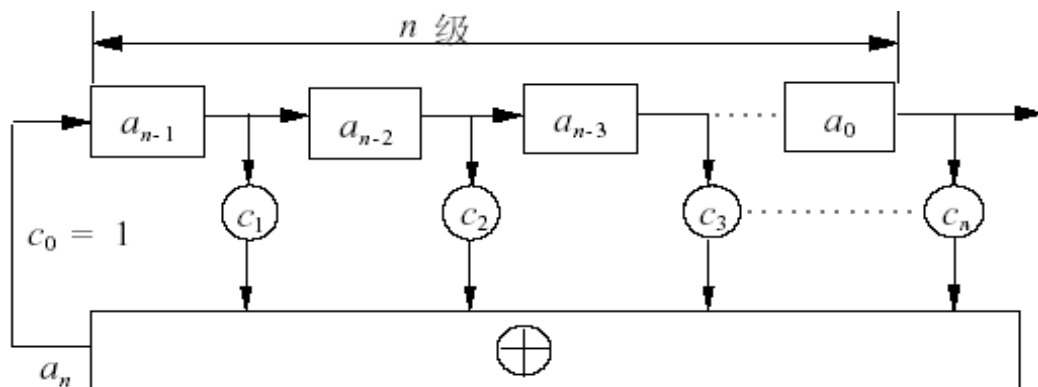 n 级
a_{n-1} a_{n-2} a_{n-3} a_0
c_1 c_2 c_3 c_n
c_0 = 1
a_n